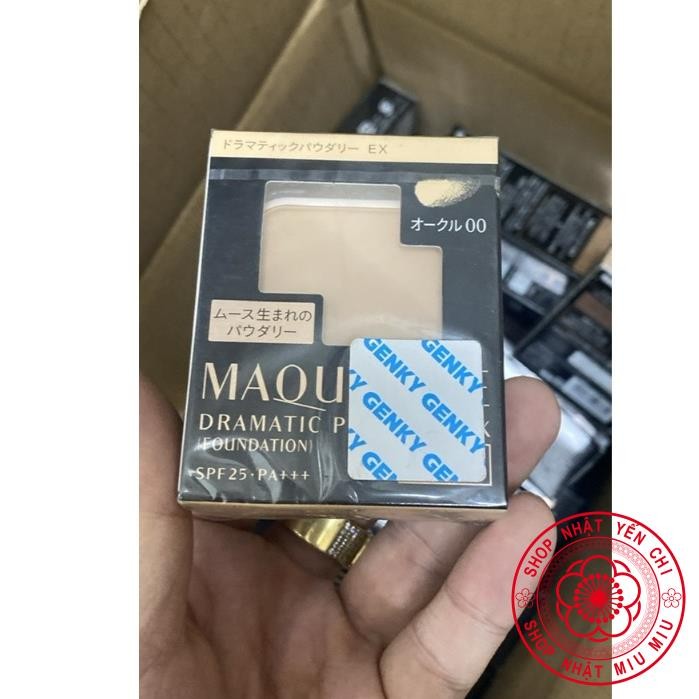 ドラマティックパウダリー EX
オークル00
ムース生まれの
パウダリー
GENKY
GENKY GENKY
GENKY GENKY
GENKY
MAQU
DRAMATIC P
(FOUNDATION)
SPF25・PA+++
SHOP NHẬT YẾN CHI
SHOP NHẬT MIU MIU